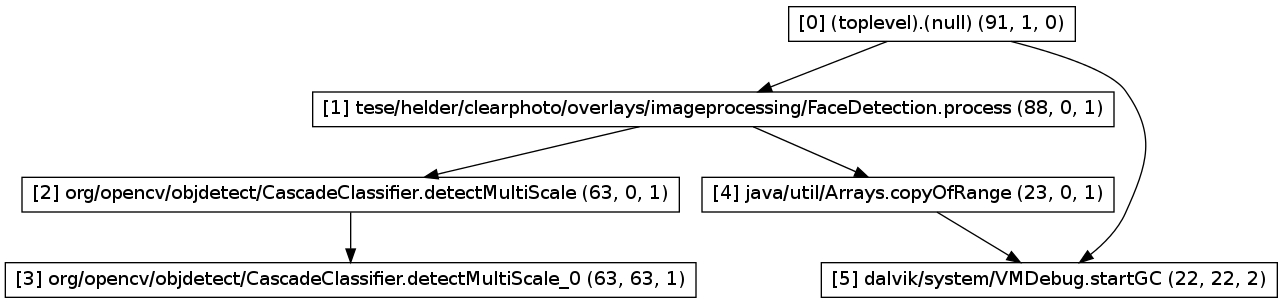 [0] (toplevel).(null) (91, 1, 0)
[1] tese/helder/clearphoto/overlays/imageprocessing/FaceDetection.process (88, 0, 1)
[2] org/opencv/objdetect/CascadeClassifier.detectMultiScale (63, 0, 1)
[4] java/util/Arrays.copyOfRange (23, 0, 1)
[3] org/opencv/objdetect/CascadeClassifier.detectMultiScale_0 (63, 63, 1)
[5] dalvik/system/VMDebug.startGC (22, 22, 2)